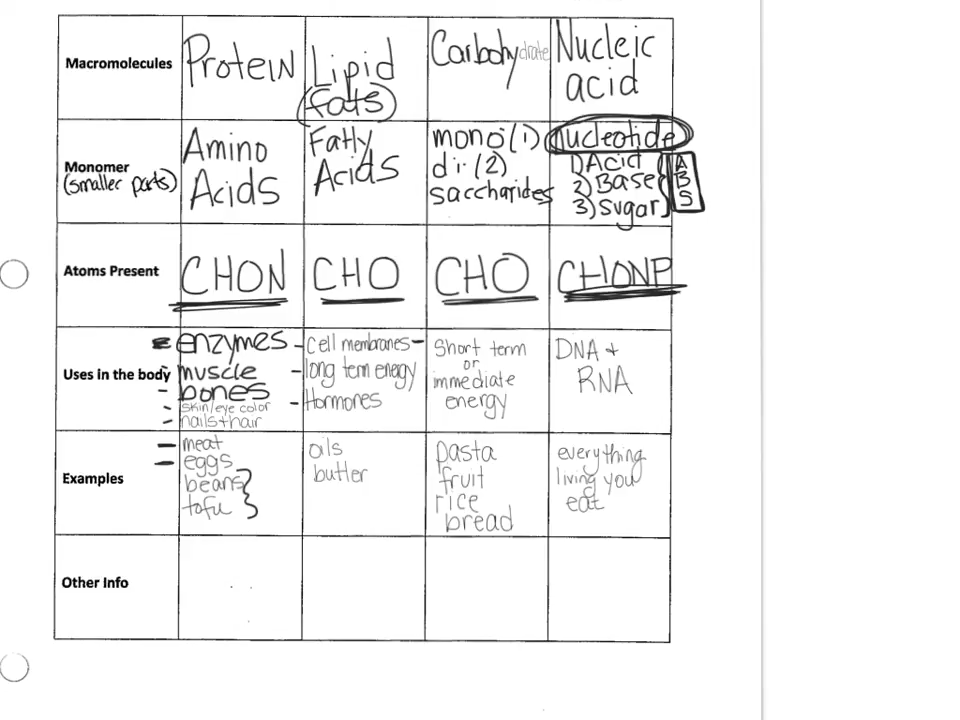 Macromolecules
Protein
Lipid
(fats)
Carbohydrate
Nucleic
acid
Monomer
(smaller parts)
Amino
Acids
Fatty
Acids
mono(1)
di(2)
saccharides
nucleotide
1) Acid
2) Base
3) Sugar
A
B
S
Atoms Present
CHON
CHO
CHO
CHONP
Uses in the body
- enzymes
- muscle
- bones
- skin/eye color
- nails+hair
- Cell membranes-
- long term energy
- Hormones
Short term
or
immediate
energy
DNA +
RNA
Examples
- meat
- eggs
beans
tofu
oils
butter
pasta
fruit
rice
bread
everything
living you
eat
Other Info